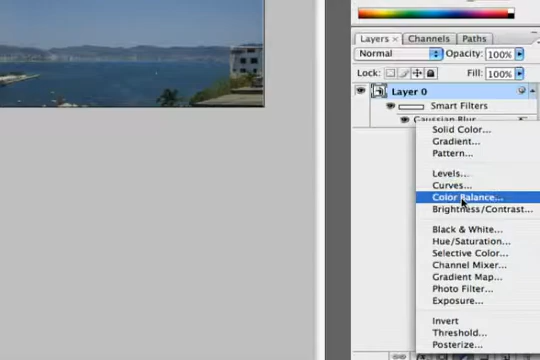 Layers × Channels Paths
Normal Opacity: 100%
Lock: Fill: 100%
Layer 0
Smart Filters
Gaussian Blur
Solid Color...
Gradient...
Pattern...
Levels...
Curves...
Color Balance...
Brightness/Contrast...
Black & White...
Hue/Saturation...
Selective Color...
Channel Mixer...
Gradient Map...
Photo Filter...
Exposure...
Invert
Threshold...
Posterize...